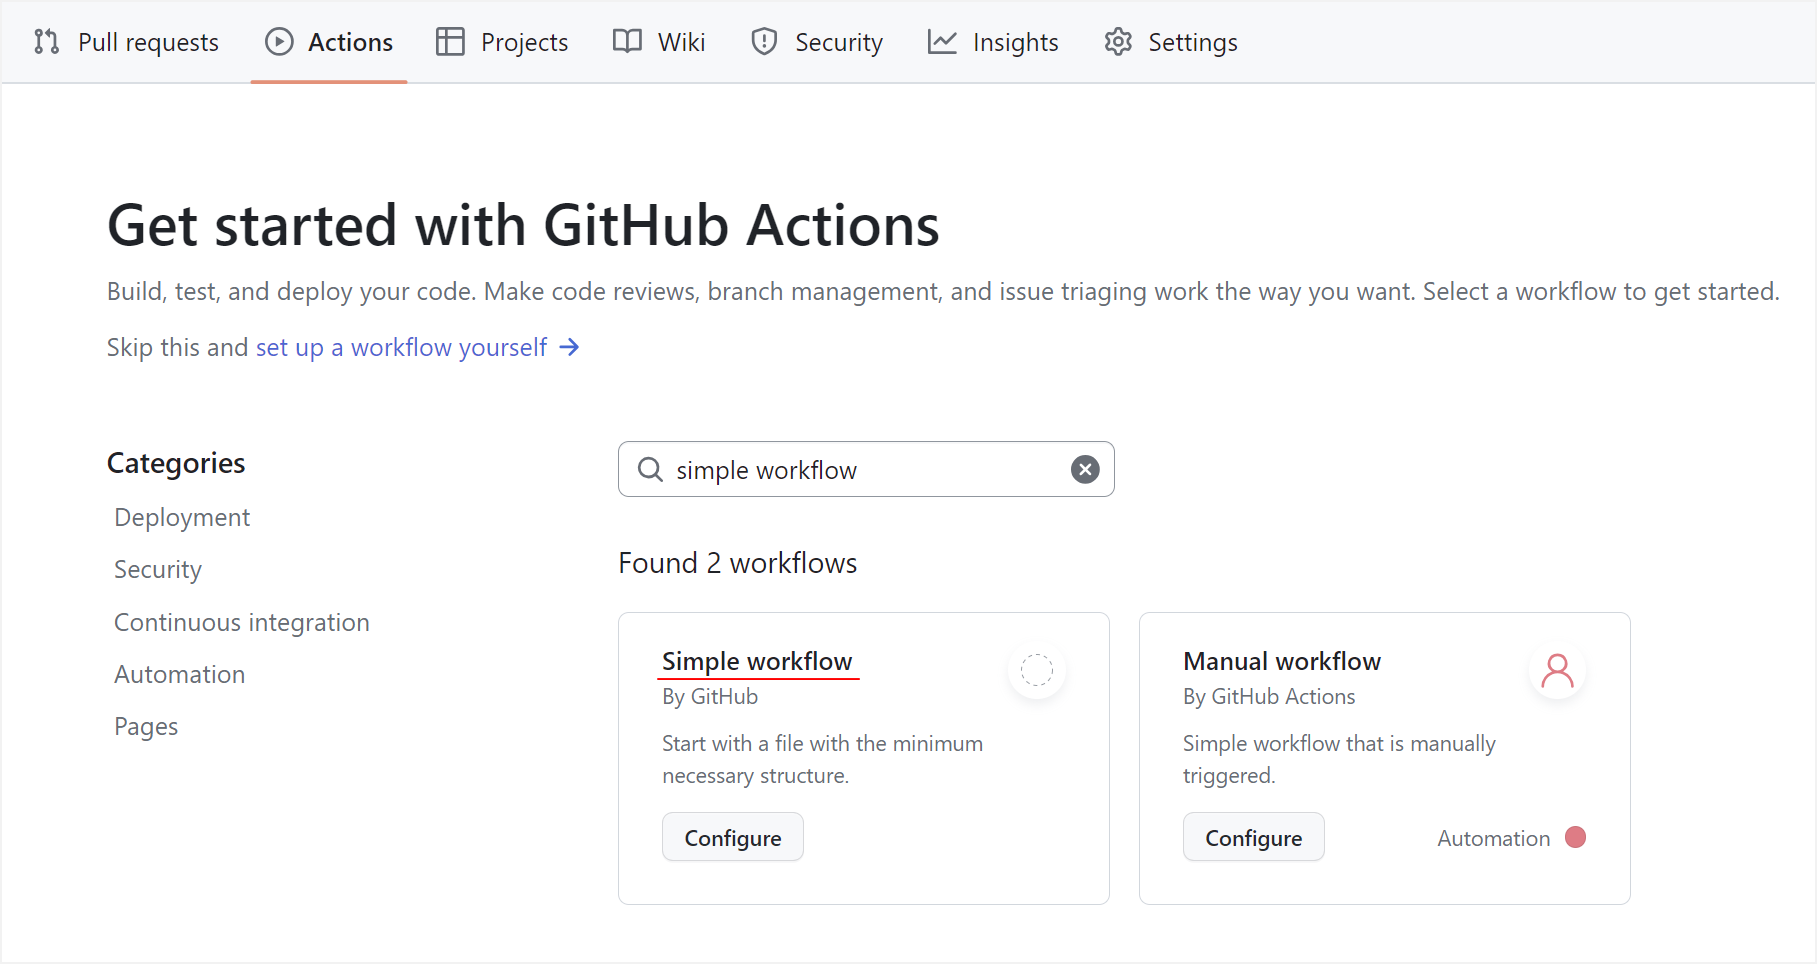 Pull requests
Actions
Projects
Wiki
Security
Insights
Settings
Get started with GitHub Actions
Build, test, and deploy your code. Make code reviews, branch management, and issue triaging work the way you want. Select a workflow to get started.
Skip this and set up a workflow yourself →
Categories
Deployment
Security
Continuous integration
Automation
Pages
simple workflow
Found 2 workflows
Simple workflow
By GitHub
Start with a file with the minimum
necessary structure.
Configure
Manual workflow
By GitHub Actions
Simple workflow that is manually
triggered.
Configure
Automation